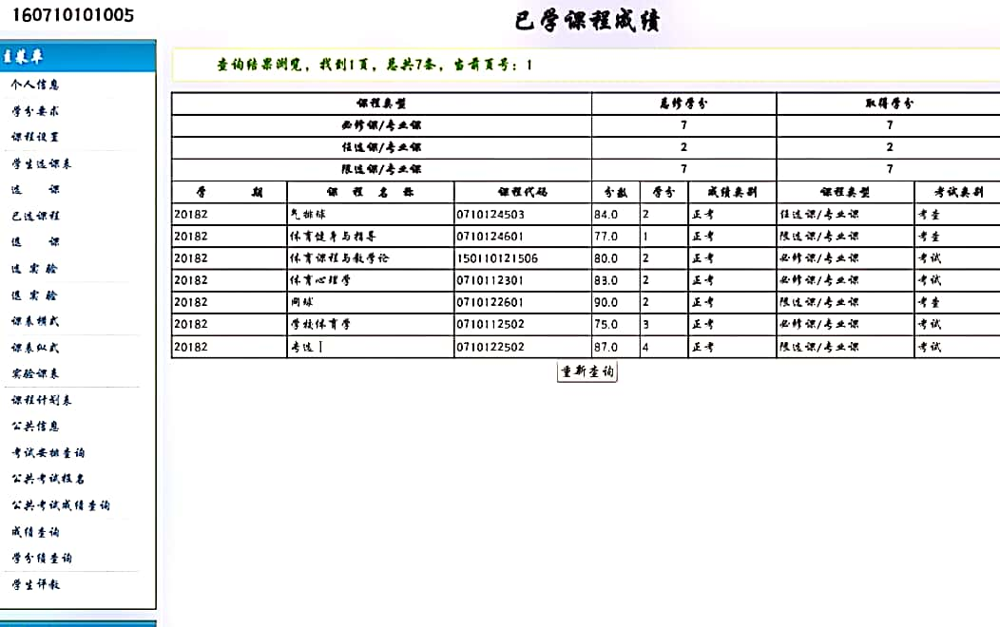 160710101005
已学课程成绩
主菜单
个人信息
学分要求
课程设置
学生选课表
选 课
已选课程
退 课
选 实 验
退 实 验
课表横式
课表纵式
实验课表
课程计划表
公共信息
考试安排查询
公共考试报名
公共考试成绩查询
成绩查询
学分绩查询
学生评教
查询结果浏览，找到1页，总共7条，当前页号：1
课程类型 总修学分 取得学分
必修课/专业课 7 7
任选课/专业课 2 2
限选课/专业课 7 7
学 期 课 程 名 称 课程代码 分数 学分 成绩类别 课程类型 考试类别
20182 气排球 0710124503 84.0 2 正考 任选课/专业课 考查
20182 体育健身与指导 0710124601 77.0 1 正考 限选课/专业课 考查
20182 体育课程与教学论 150110121506 80.0 2 正考 必修课/专业课 考试
20182 体育心理学 0710112301 83.0 2 正考 必修课/专业课 考试
20182 网球 0710122601 90.0 2 正考 限选课/专业课 考查
20182 学校体育学 0710112502 75.0 3 正考 必修课/专业课 考试
20182 专选Ⅰ 0710122502 87.0 4 正考 限选课/专业课 考试
重新查询